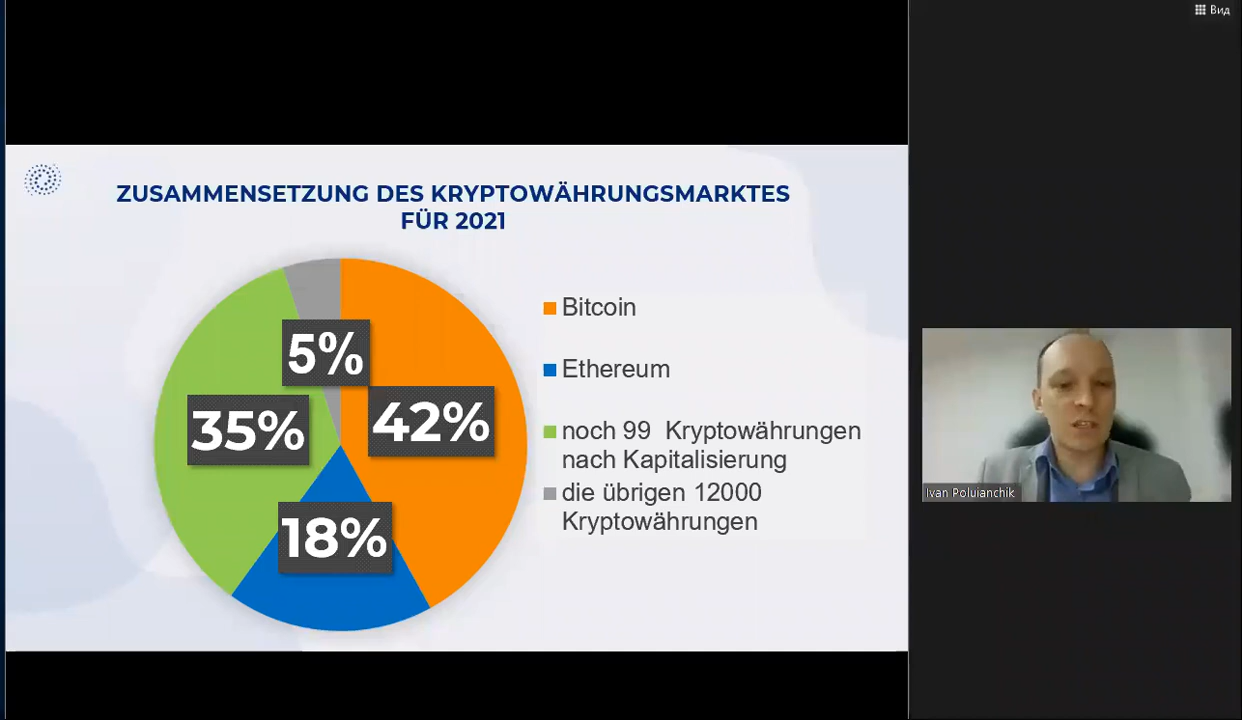 Вид
ZUSAMMENSETZUNG DES KRYPTOWÄHRUNGSMARKTES
FÜR 2021
5%
35%
42%
18%
Bitcoin
Ethereum
noch 99  Kryptowährungen
nach Kapitalisierung
die übrigen 12000
Kryptowährungen
Ivan Poluianchik